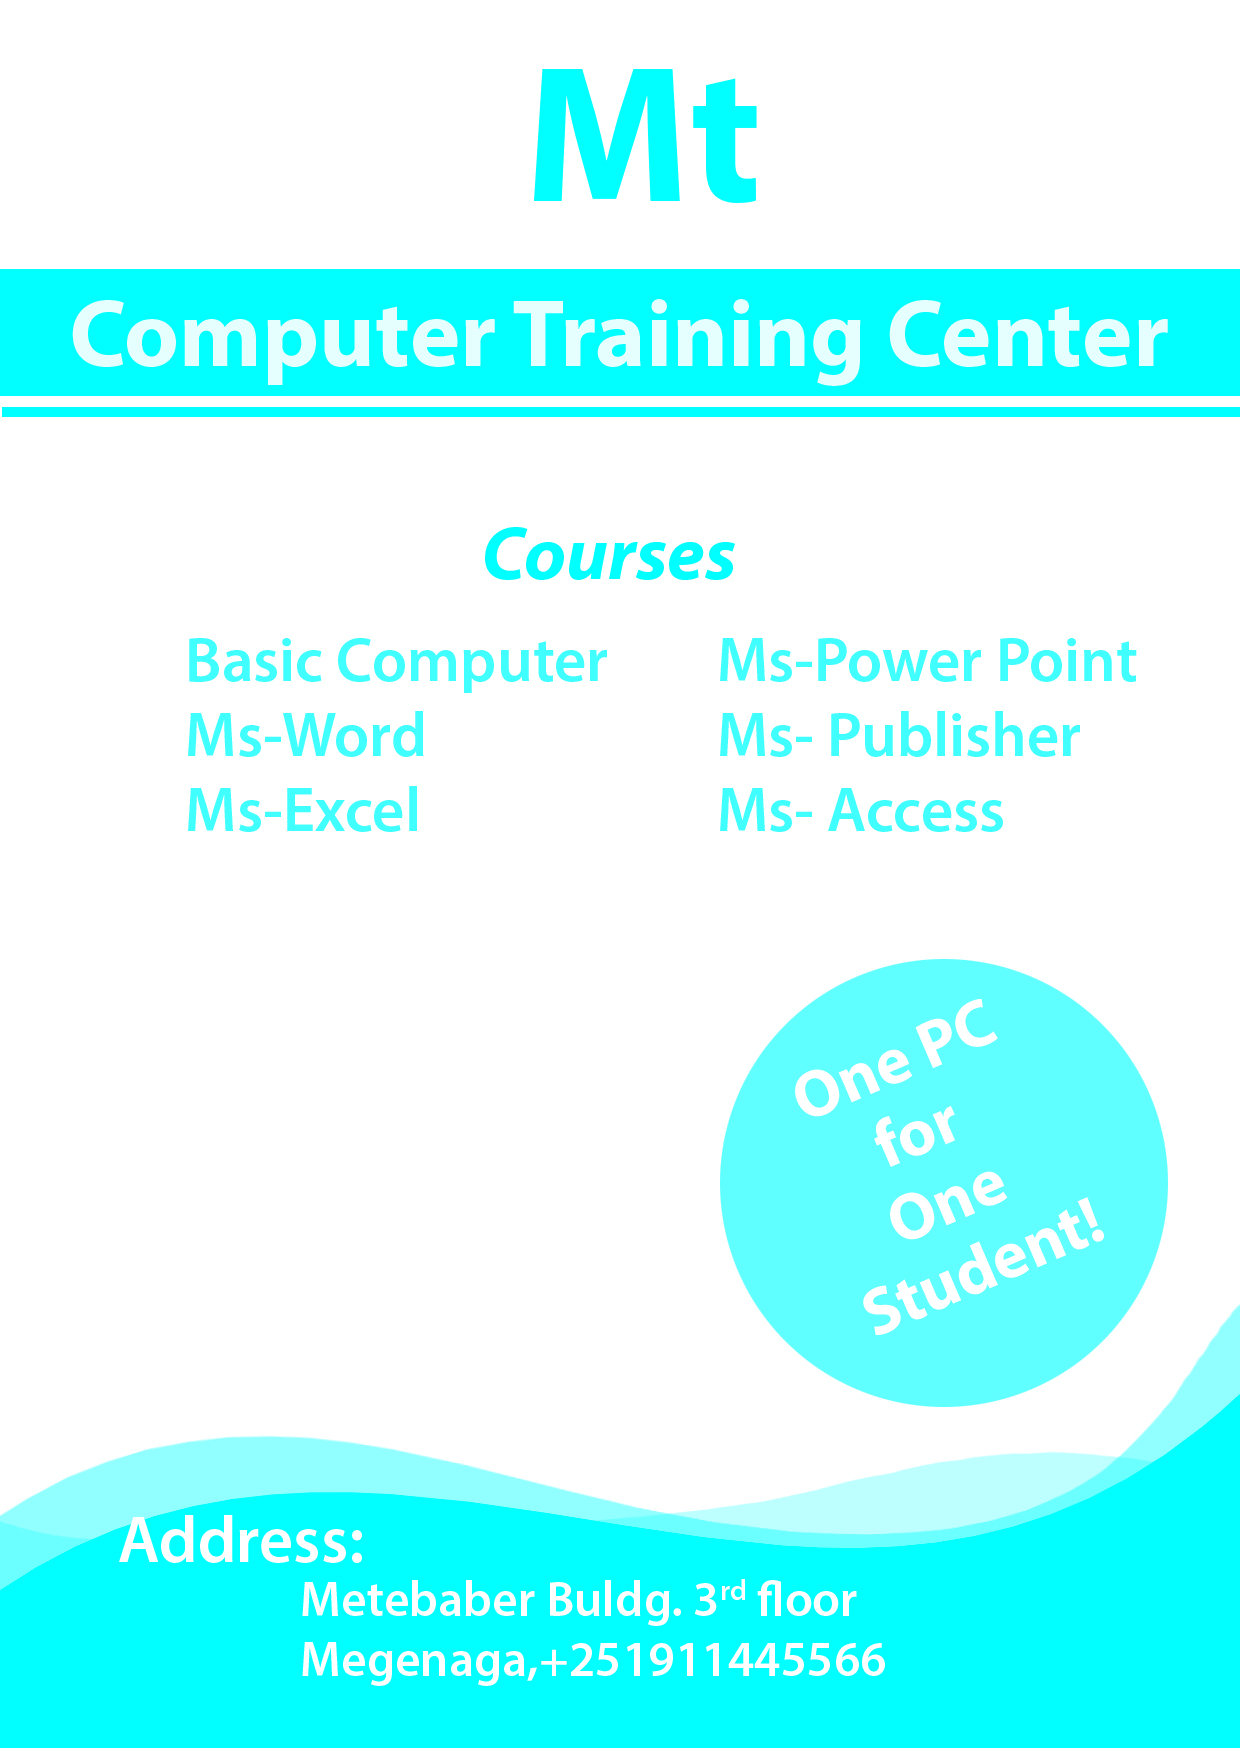 Mt
Computer Training Center
Courses
Basic Computer
Ms-Word
Ms-Excel
Ms-Power Point
Ms- Publisher
Ms- Access
One PC
for
One
Student!
Address:
Metebaber Buldg. 3rd floor
Megenaga,+251911445566